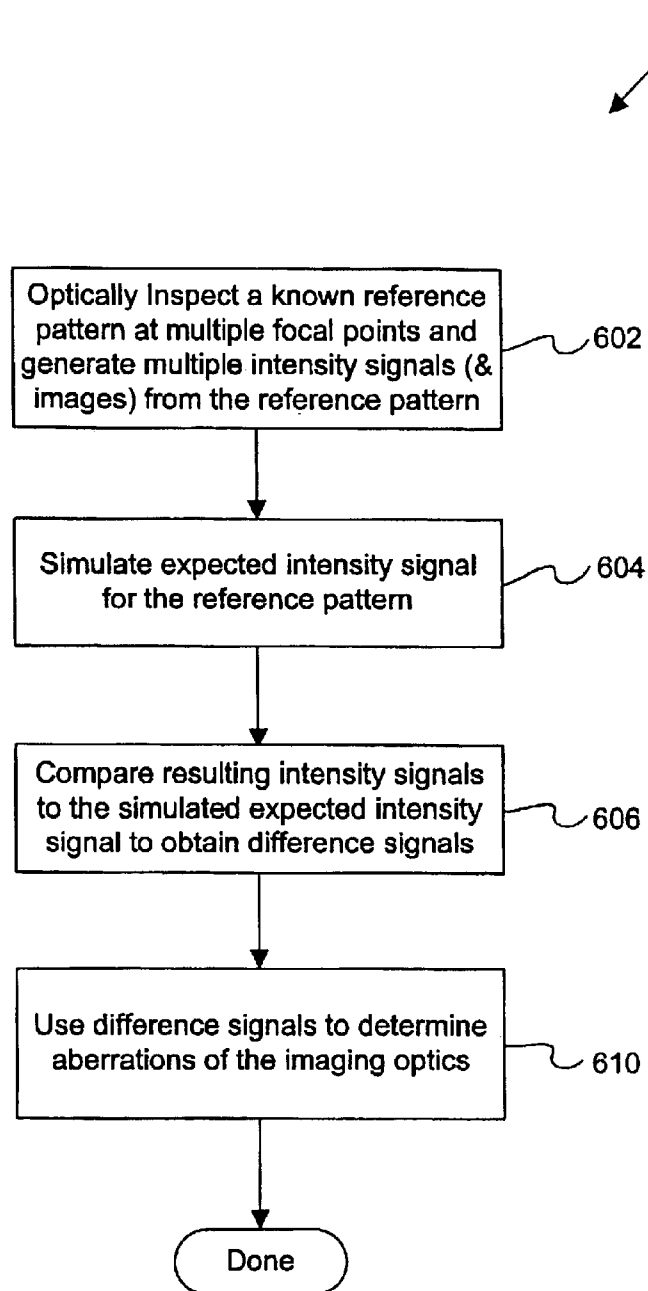 Optically Inspect a known reference
pattern at multiple focal points and
generate multiple intensity signals (&
images) from the reference pattern
602
Simulate expected intensity signal
for the reference pattern
604
Compare resulting intensity signals
to the simulated expected intensity
signal to obtain difference signals
606
Use difference signals to determine
aberrations of the imaging optics
610
Done